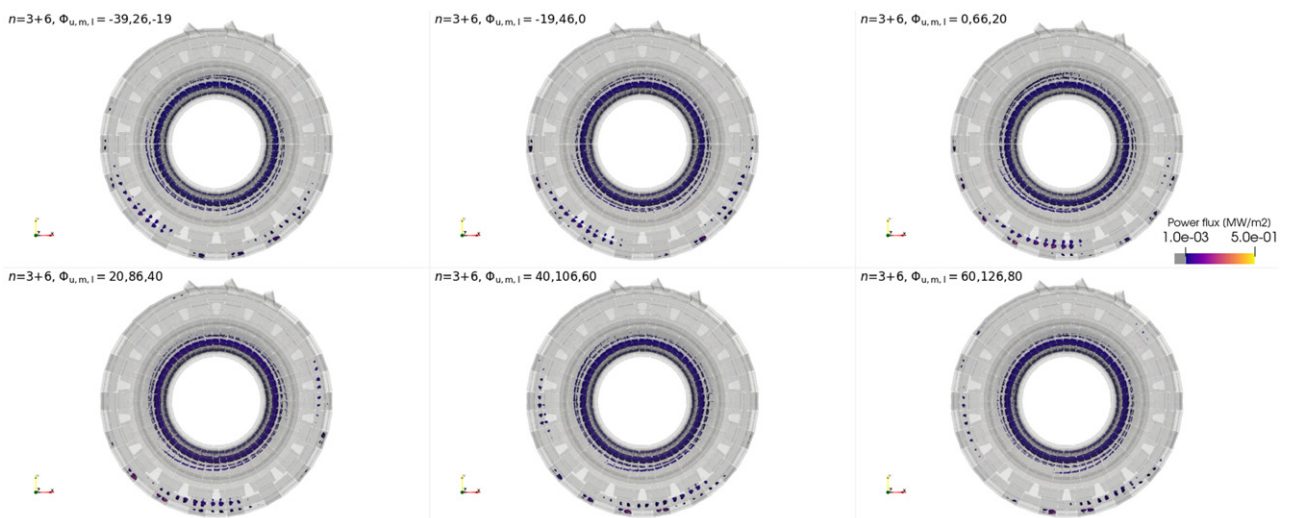 n=3+6, Φu,m,l = -39,26,-19
n=3+6, Φu,m,l = -19,46,0
n=3+6, Φu,m,l = 0,66,20
Power flux (MW/m2)
1.0e-03 5.0e-01
n=3+6, Φu,m,l = 20,86,40
n=3+6, Φu,m,l = 40,106,60
n=3+6, Φu,m,l = 60,126,80